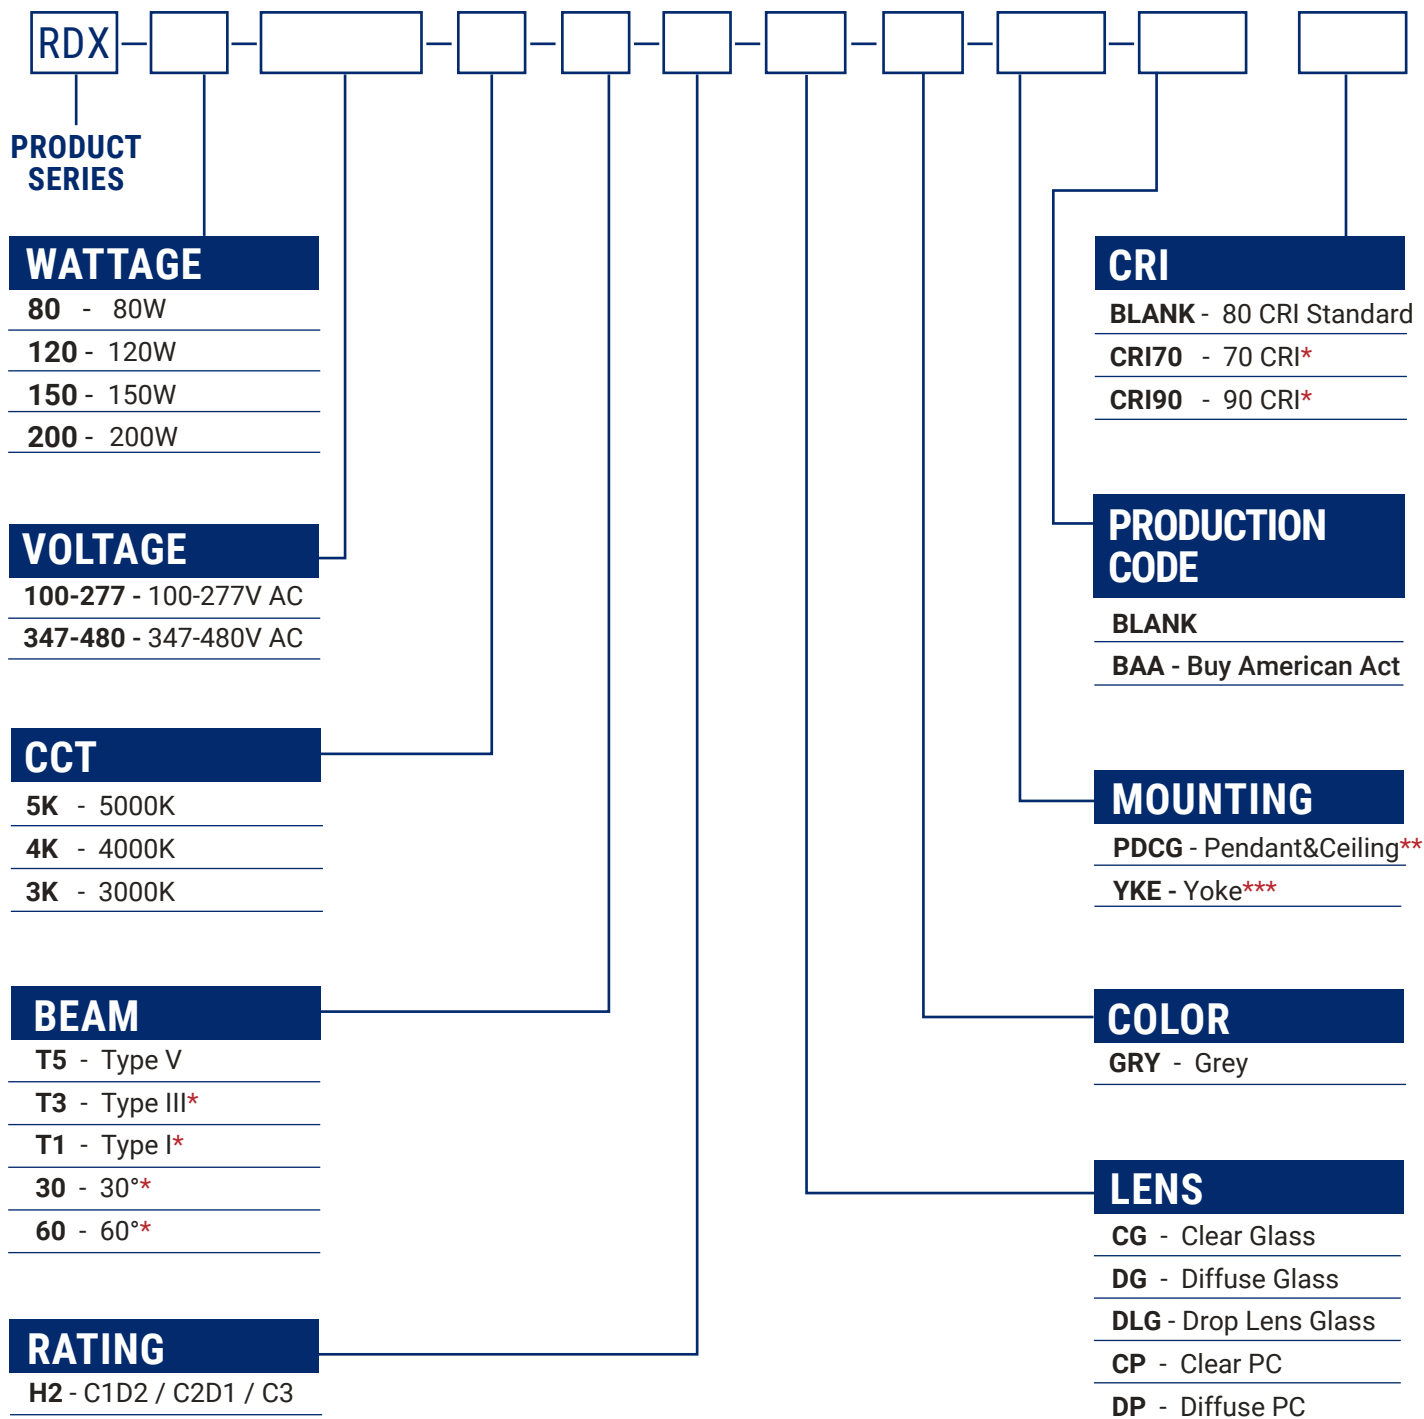 RDX
PRODUCT
SERIES
WATTAGE
80 - 80W
120 - 120W
150 - 150W
200 - 200W
VOLTAGE
100-277 - 100-277V AC
347-480 - 347-480V AC
CCT
5K - 5000K
4K - 4000K
3K - 3000K
BEAM
T5 - Type V
T3 - Type III*
T1 - Type I*
30 - 30°*
60 - 60°*
RATING
H2 - C1D2 / C2D1 / C3
CRI
BLANK - 80 CRI Standard
CRI70 - 70 CRI*
CRI90 - 90 CRI*
PRODUCTION
CODE
BLANK
BAA - Buy American Act
MOUNTING
PDCG - Pendant&Ceiling**
YKE - Yoke***
COLOR
GRY - Grey
LENS
CG - Clear Glass
DG - Diffuse Glass
DLG - Drop Lens Glass
CP - Clear PC
DP - Diffuse PC